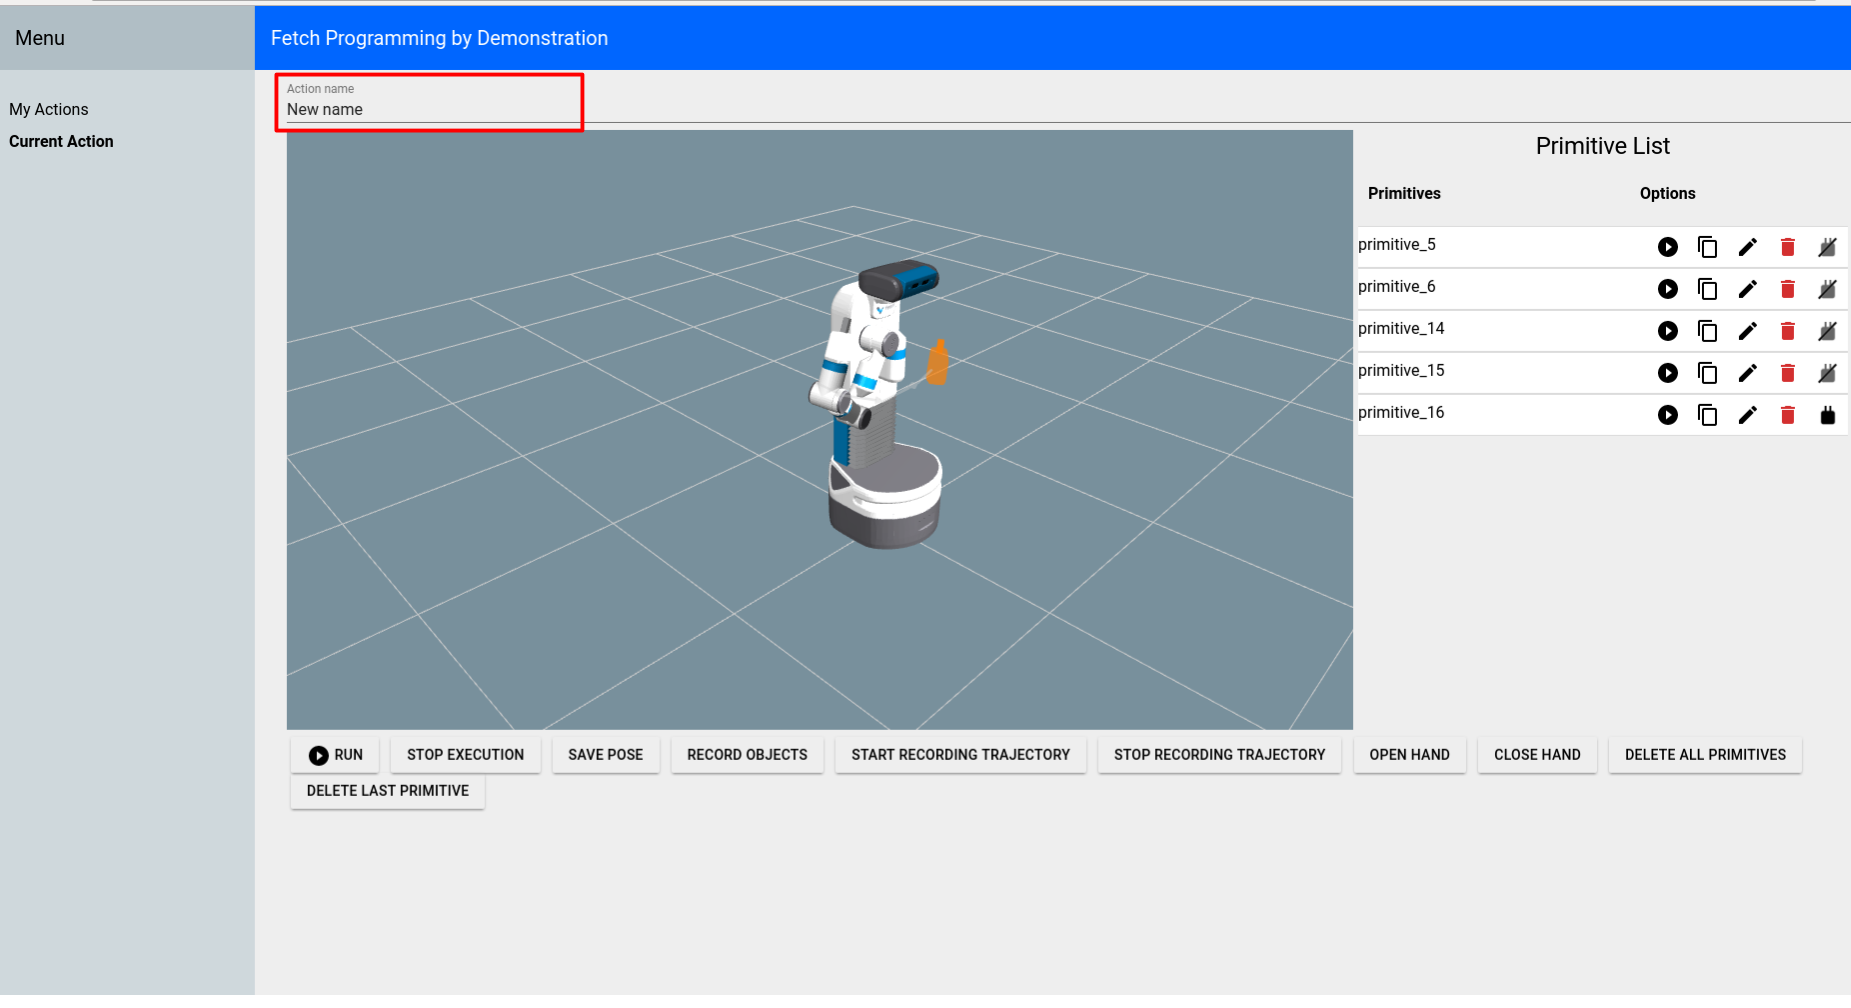 Menu
Fetch Programming by Demonstration
My Actions
Current Action
Action name
New name
Primitive List
Primitives Options
primitive_5
primitive_6
primitive_14
primitive_15
primitive_16
RUN STOP EXECUTION SAVE POSE RECORD OBJECTS START RECORDING TRAJECTORY STOP RECORDING TRAJECTORY OPEN HAND CLOSE HAND DELETE ALL PRIMITIVES
DELETE LAST PRIMITIVE